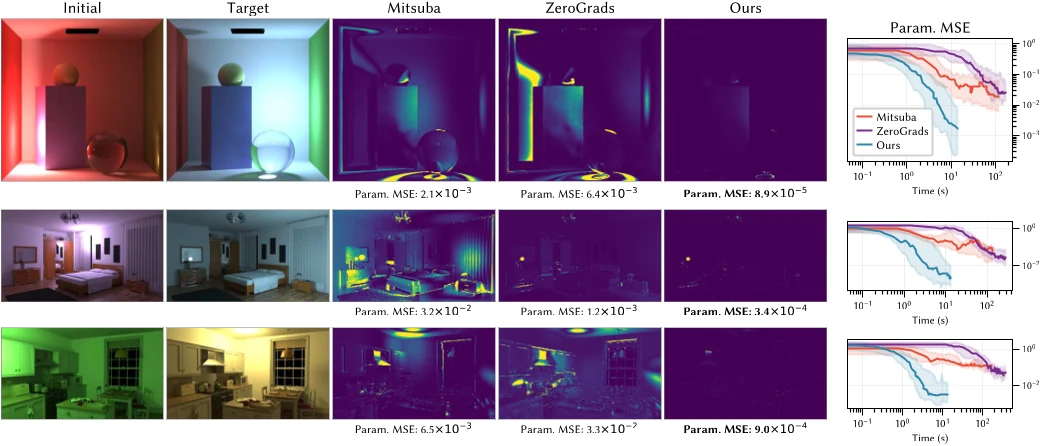 Initial Target Mitsuba ZeroGrads Ours
Param. MSE
10⁰
10⁻¹
10⁻²
10⁻³
Mitsuba
ZeroGrads
Ours
10⁻¹ 10⁰ 10¹ 10²
Time (s)
Param. MSE: 2.1×10⁻³ Param. MSE: 6.4×10⁻³ Param. MSE: 8.9×10⁻⁵
10⁰
10⁻¹ 10⁰ 10²
Time (s)
Param. MSE: 3.2×10⁻² Param. MSE: 1.2×10⁻³ Param. MSE: 3.4×10⁻⁴
10⁰
10⁻²
10⁻¹ 10⁰ 10¹ 10²
Time (s)
Param. MSE: 6.5×10⁻³ Param. MSE: 3.3×10⁻² Param. MSE: 9.0×10⁻⁴